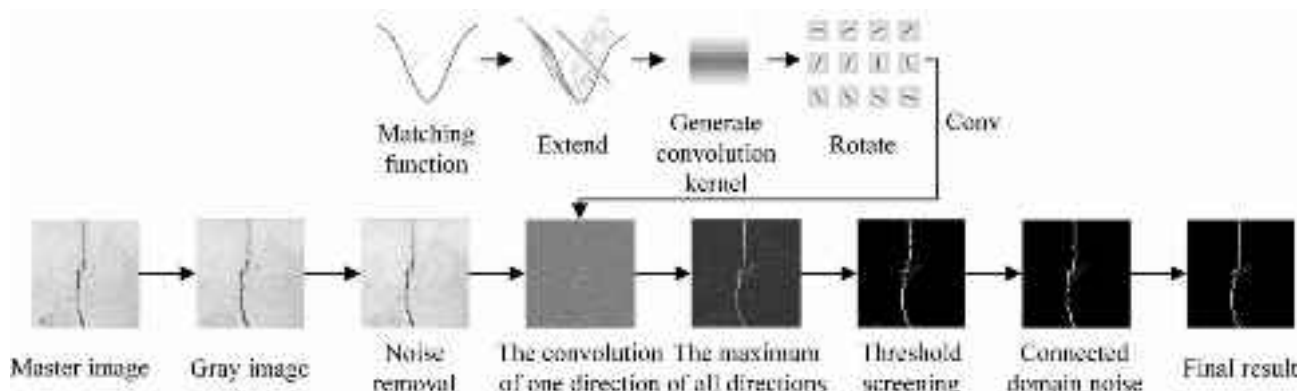 Matching
function
Extend
Generate
convolution
kernel
Rotate
Conv
Master image
Gray image
Noise
removal
The convolution
of one direction
The maximum
of all directions
Threshold
screening
Connected
domain noise
Final result